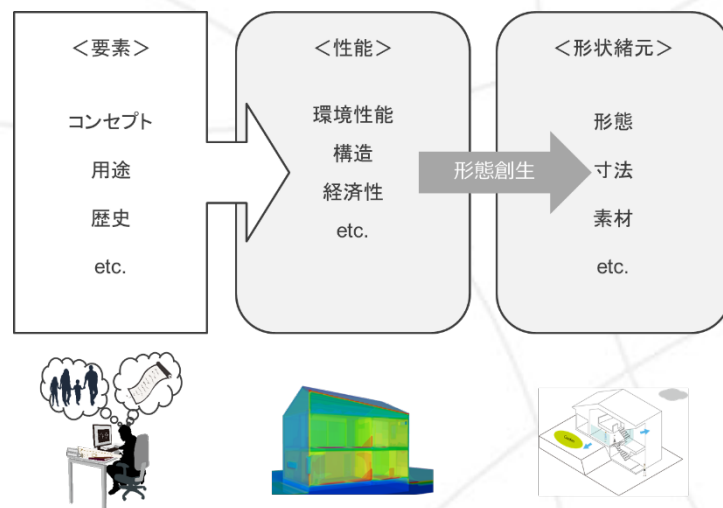 ＜要素＞
コンセプト
用途
歴史
etc.
＜性能＞
環境性能
構造
経済性
etc.
形態創生
＜形状緒元＞
形態
寸法
素材
etc.